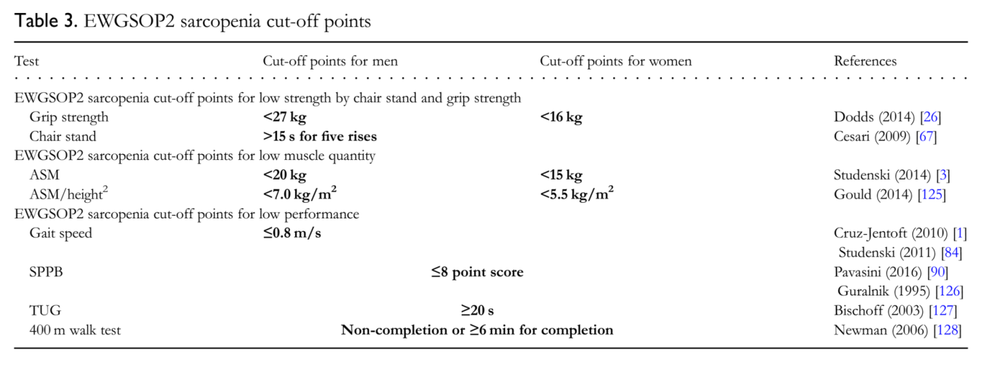 Table 3. EWGSOP2 sarcopenia cut-off points
Test Cut-off points for men Cut-off points for women References
EWGSOP2 sarcopenia cut-off points for low strength by chair stand and grip strength
Grip strength <27 kg <16 kg Dodds (2014) [26]
Chair stand >15 s for five rises Cesari (2009) [67]
EWGSOP2 sarcopenia cut-off points for low muscle quantity
ASM <20 kg <15 kg Studenski (2014) [3]
ASM/height² <7.0 kg/m² <5.5 kg/m² Gould (2014) [125]
EWGSOP2 sarcopenia cut-off points for low performance
Gait speed ≤0.8 m/s Cruz-Jentoft (2010) [1]
Studenski (2011) [84]
SPPB ≤8 point score Pavasini (2016) [90]
Guralnik (1995) [126]
TUG ≥20 s Bischoff (2003) [127]
400 m walk test Non-completion or ≥6 min for completion Newman (2006) [128]